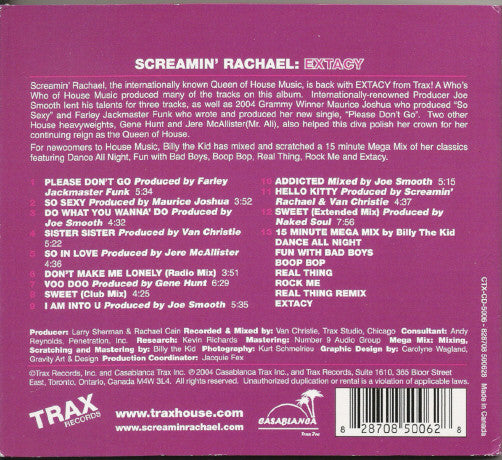 SCREAMIN' RACHAEL: EXTACY
Screamin' Rachael, the internationally known Queen of House Music, is back with EXTACY from Trax! A Who's
Who of House Music produced many of the tracks on this album. Internationally-renowned Producer Joe
Smooth lent his talents for three tracks, as well as 2004 Grammy Winner Maurice Joshua who produced "So
Sexy" and Farley Jackmaster Funk who wrote and produced her new single, "Please Don't Go". Two other
House heavyweights, Gene Hunt and Jere McAllister(Mr. Ali), also helped this diva polish her crown for her
continuing reign as the Queen of House.
For newcomers to House Music, Billy the Kid has mixed and scratched a 15 minute Mega Mix of her classics
featuring Dance All Night, Fun with Bad Boys, Boop Bop, Real Thing, Rock Me and Extacy.
1 PLEASE DON'T GO Produced by Farley
Jackmaster Funk 5:34
2 SO SEXY Produced by Maurice Joshua 3:52
3 DO WHAT YOU WANNA' DO Produced by
Joe Smooth 4:32
4 SISTER SISTER Produced by Van Christie
5:22
5 SO IN LOVE Produced by Jere McAllister
4:36
6 DON'T MAKE ME LONELY (Radio Mix) 3:51
7 VOO DOO Produced by Gene Hunt 6:29
8 SWEET (Club Mix) 4:25
9 I AM INTO U Produced by Joe Smooth 5:35
10 ADDICTED Mixed by Joe Smooth 5:15
11 HELLO KITTY Produced by Screamin'
Rachael & Van Christie 4:37
12 SWEET (Extended Mix) Produced by
Naked Soul 7:56
13 15 MINUTE MEGA MIX by Billy The Kid
DANCE ALL NIGHT
FUN WITH BAD BOYS
BOOP BOP
REAL THING
ROCK ME
REAL THING REMIX
EXTACY
Producer: Larry Sherman & Rachael Cain Recorded & Mixed by: Van Christie, Trax Studio, Chicago Consultant: Andy
Reynolds, Penetration, Inc. Research: Kevin Richards Mastering: Number 9 Audio Group Mega Mix: Mixing,
Scratching and Mastering by: Billy the Kid Photography: Kurt Schmelrieu Graphic Design by: Carolyne Wagland,
Gravity Art & Design Production Coordinator: Jacquie Fox
©Trax Records, Inc. and Casablanca Trax Inc. ℗ 2004 Casablanca Trax Inc., and Trax Records, Suite 1610, 365 Bloor Street
East, Toronto, Ontario, Canada M4W 3L4. All rights reserved. Unauthorized duplication or rental is a violation of applicable laws.
TRAX
RECORDS
www.traxhouse.com
www.screaminrachael.com
CASABLANCA
Trax Inc
8 28708 50062 8
CTX-CD-5006 - 828708 500628
Made in Canada